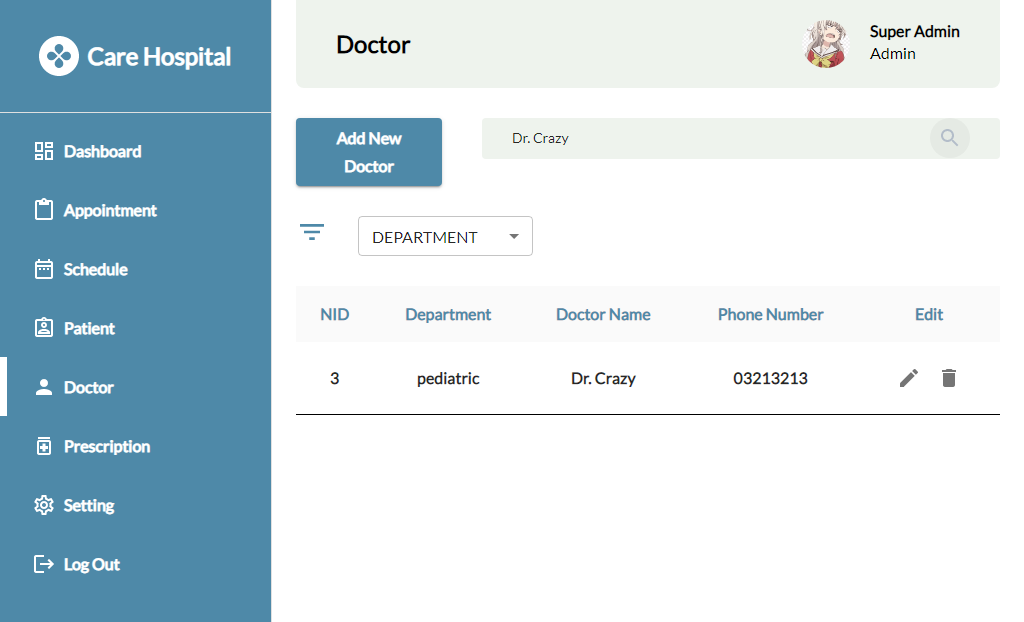 Care Hospital
Dashboard
Appointment
Schedule
Patient
Doctor
Prescription
Setting
Log Out
Doctor
Super Admin
Admin
Add New
Doctor
Dr. Crazy
DEPARTMENT
NID Department Doctor Name Phone Number Edit
3 pediatric Dr. Crazy 03213213